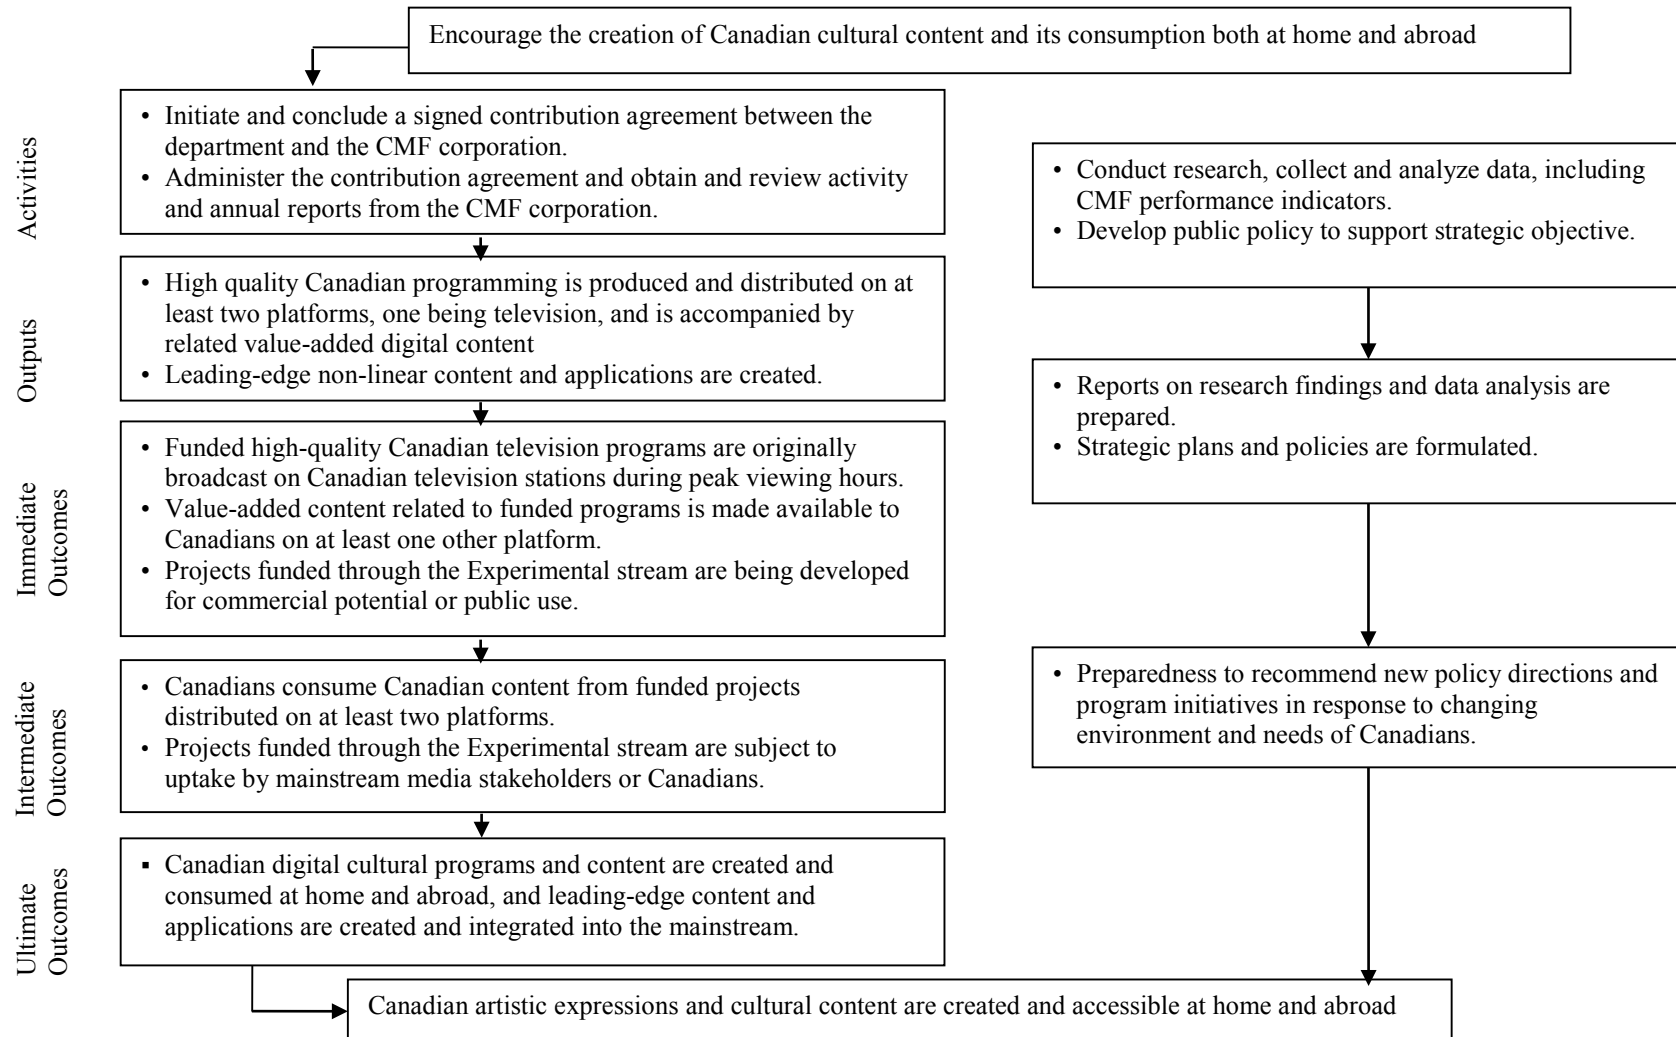 Encourage the creation of Canadian cultural content and its consumption both at home and abroad
Activities
• Initiate and conclude a signed contribution agreement between the
department and the CMF corporation.
• Administer the contribution agreement and obtain and review activity
and annual reports from the CMF corporation.
• Conduct research, collect and analyze data, including
CMF performance indicators.
• Develop public policy to support strategic objective.
Outputs
• High quality Canadian programming is produced and distributed on at
least two platforms, one being television, and is accompanied by
related value-added digital content
• Leading-edge non-linear content and applications are created.
• Reports on research findings and data analysis are
prepared.
• Strategic plans and policies are formulated.
Immediate
Outcomes
• Funded high-quality Canadian television programs are originally
broadcast on Canadian television stations during peak viewing hours.
• Value-added content related to funded programs is made available to
Canadians on at least one other platform.
• Projects funded through the Experimental stream are being developed
for commercial potential or public use.
Intermediate
Outcomes
• Canadians consume Canadian content from funded projects
distributed on at least two platforms.
• Projects funded through the Experimental stream are subject to
uptake by mainstream media stakeholders or Canadians.
• Preparedness to recommend new policy directions and
program initiatives in response to changing
environment and needs of Canadians.
Ultimate
Outcomes
▪ Canadian digital cultural programs and content are created and
consumed at home and abroad, and leading-edge content and
applications are created and integrated into the mainstream.
Canadian artistic expressions and cultural content are created and accessible at home and abroad